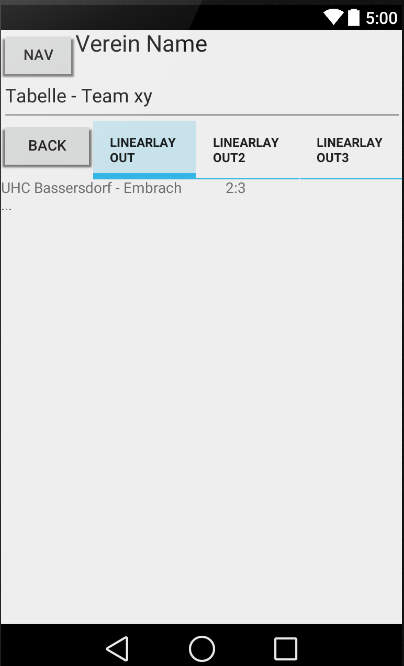 5:00
NAV Verein Name
Tabelle - Team xy
BACK
LINEARLAY
OUT
LINEARLAY
OUT2
LINEARLAY
OUT3
UHC Bassersdorf - Embrach 2:3
...